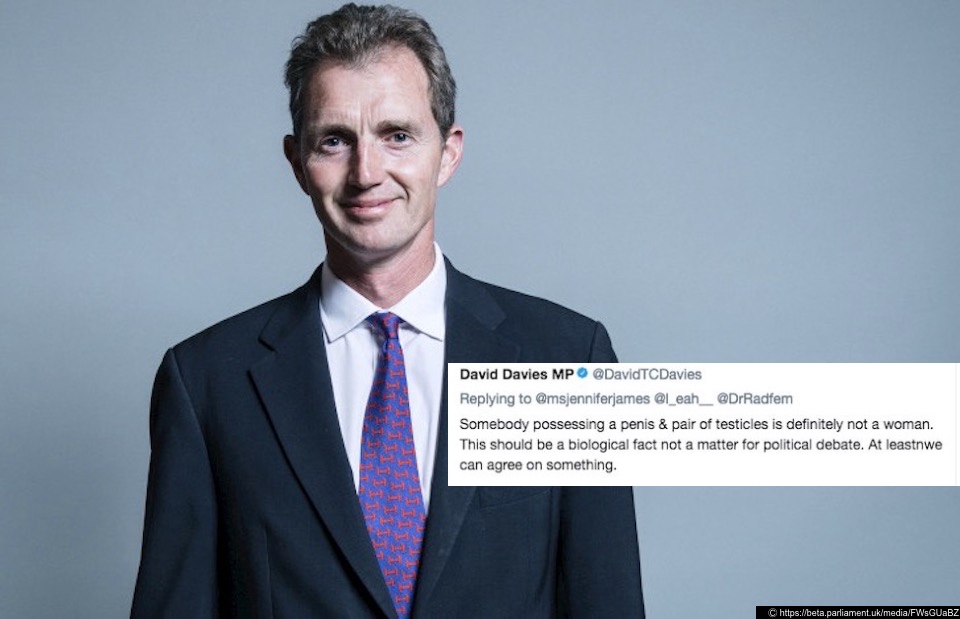 David Davies MP @DavidTCDavies
Replying to @msjenniferjames @l_eah__ @DrRadfem
Somebody possessing a penis & pair of testicles is definitely not a woman.
This should be a biological fact not a matter for political debate. At leastnwe
can agree on something.
© https://beta.parliament.uk/media/FWsGUaBZ